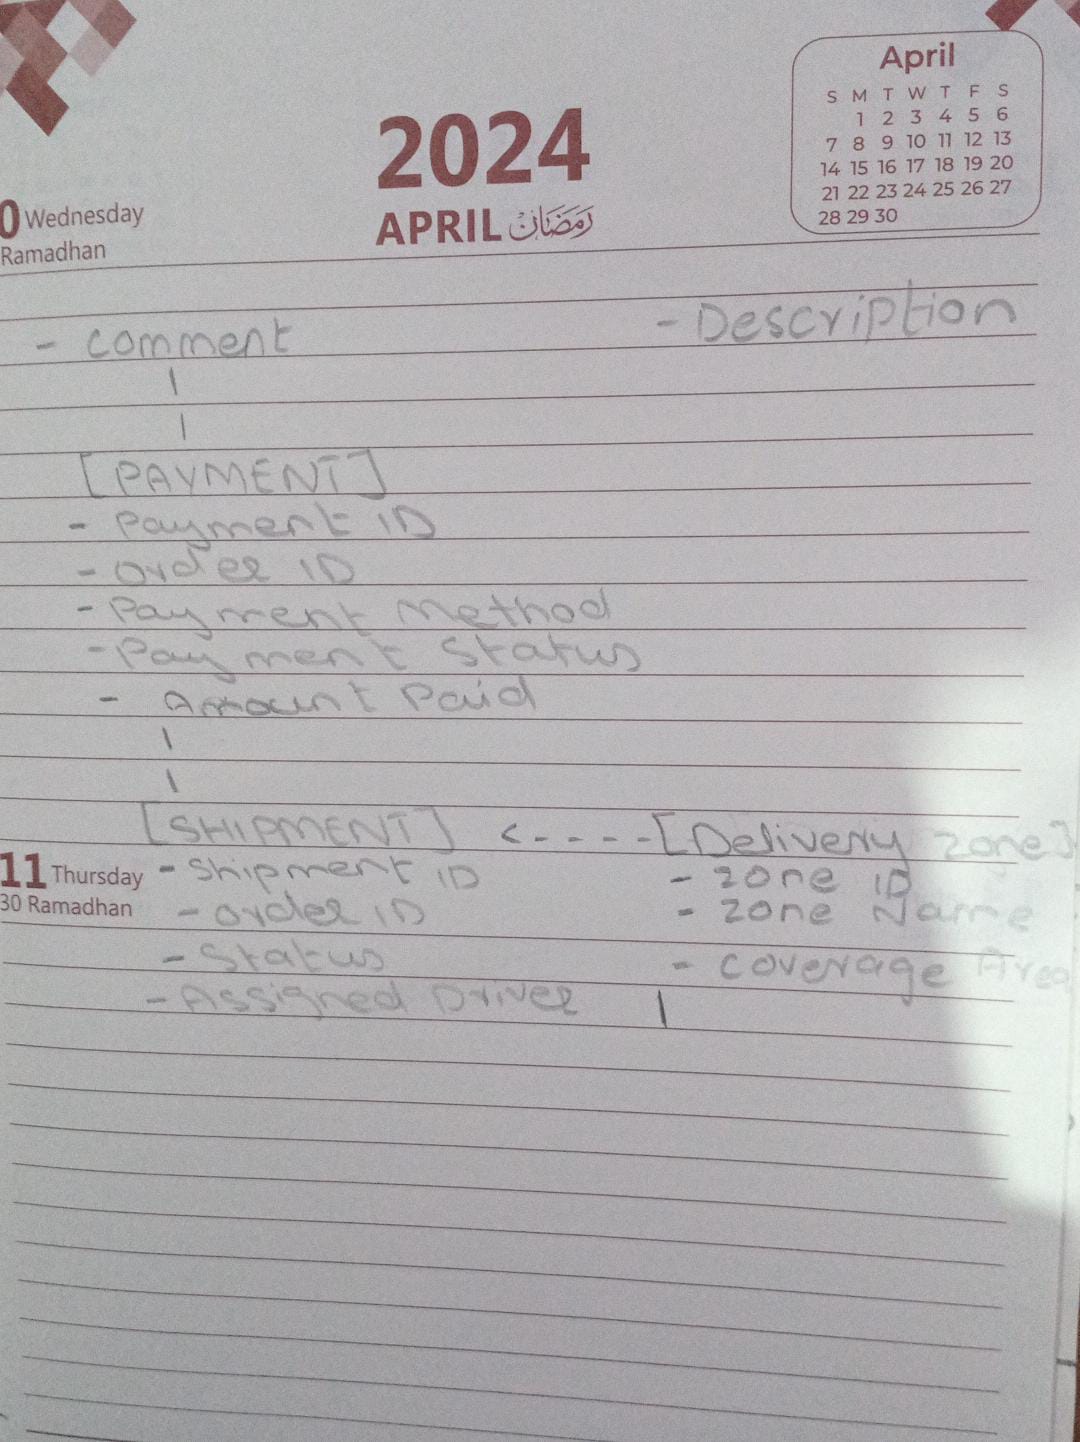 April
S M T W T F S
1 2 3 4 5 6
7 8 9 10 11 12 13
14 15 16 17 18 19 20
21 22 23 24 25 26 27
28 29 30
2024
APRIL رَمَضَان
0 Wednesday
Ramadhan
- comment - Description
[PAYMENT]
- Payment ID
- Order ID
- Payment Method
- Payment Status
- Amount Paid
[SHIPMENT] <----[Delivery zone]
11 Thursday - Shipment ID - zone ID
30 Ramadhan - Order ID - zone Name
- Status - coverage Area
- Assigned Driver